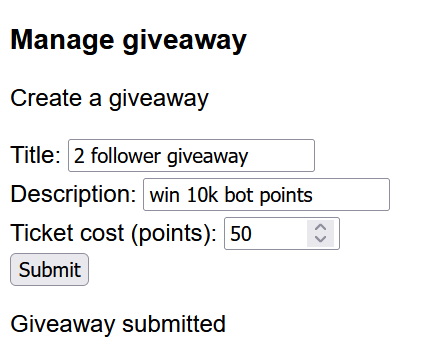 Manage giveaway
Create a giveaway
Title: 2 follower giveaway
Description: win 10k bot points
Ticket cost (points): 50
Submit
Giveaway submitted